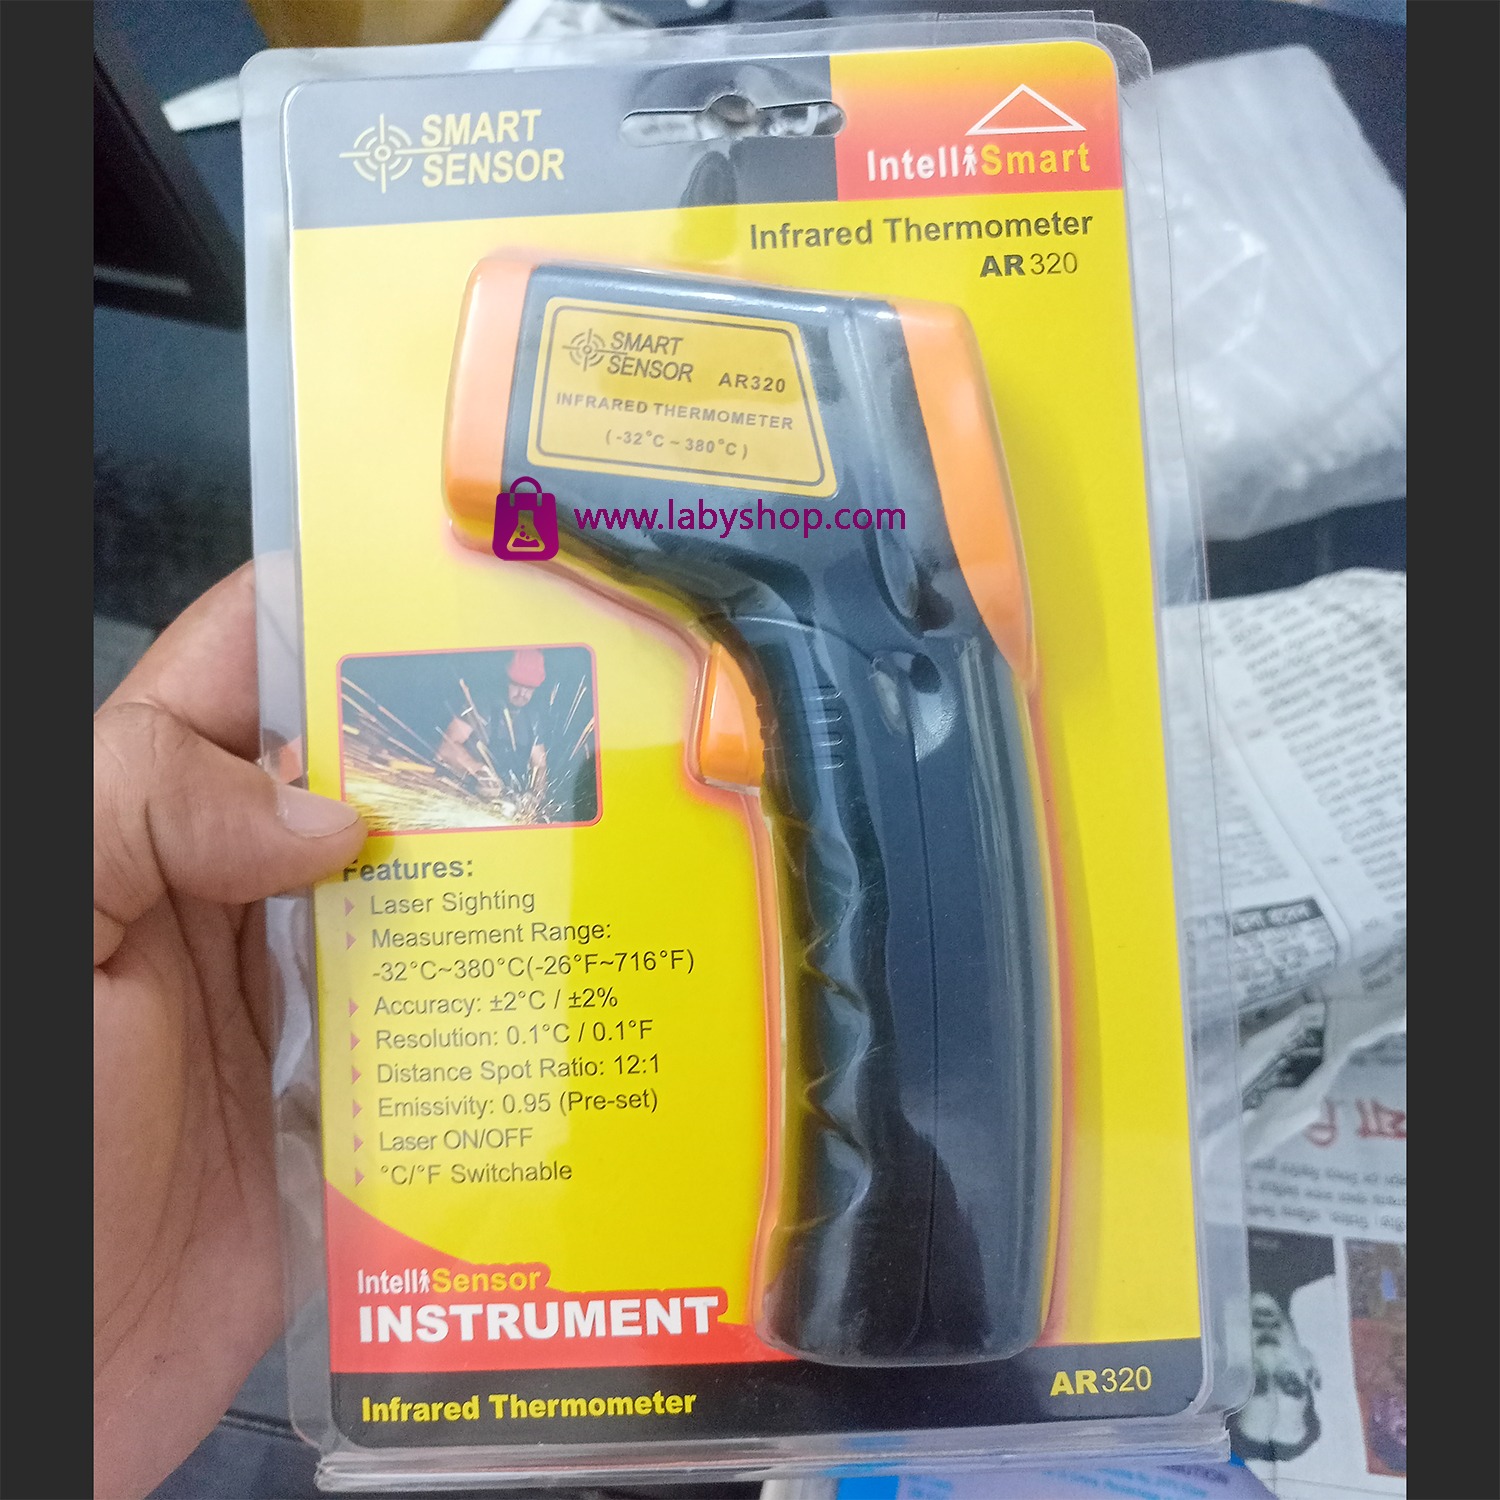 SMART
SENSOR
IntelliSmart
Infrared Thermometer
AR320
SMART
SENSOR AR320
INFRARED THERMOMETER
(-32°C~380°C)
www.labyshop.com
Features:
Laser Sighting
Measurement Range:
-32°C~380°C(-26°F~716°F)
Accuracy: ±2°C / ±2%
Resolution: 0.1°C / 0.1°F
Distance Spot Ratio: 12:1
Emissivity: 0.95 (Pre-set)
Laser ON/OFF
°C/°F Switchable
IntelliSensor
INSTRUMENT
Infrared Thermometer
AR320